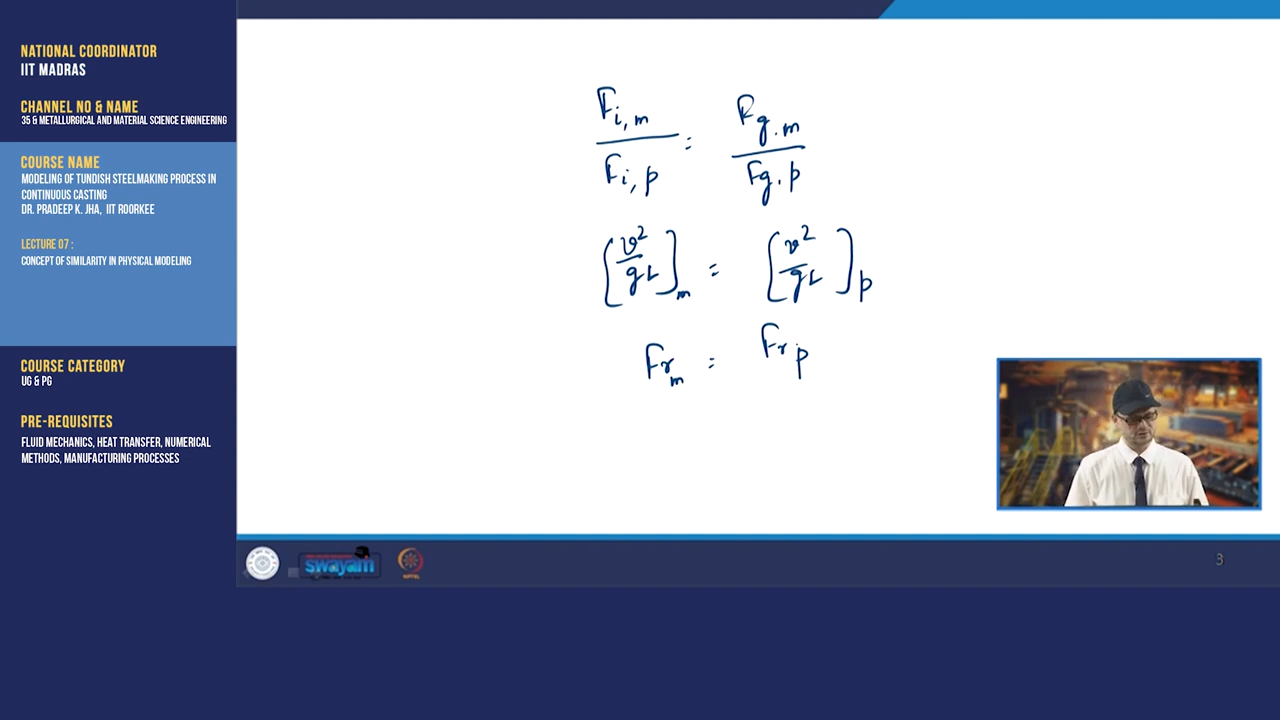 NATIONAL COORDINATOR
IIT MADRAS
CHANNEL NO & NAME
35 & METALLURGICAL AND MATERIAL SCIENCE ENGINEERING
COURSE NAME
MODELING OF TUNDISH STEELMAKING PROCESS IN
CONTINUOUS CASTING
DR. PRADEEP K. JHA, IIT ROORKEE
LECTURE 07 :
CONCEPT OF SIMILARITY IN PHYSICAL MODELING
COURSE CATEGORY
UG & PG
PRE-REQUISITES
FLUID MECHANICS, HEAT TRANSFER, NUMERICAL
METHODS, MANUFACTURING PROCESSES
F_{i,m} / F_{i,p} = F_{g,m} / F_{g,p}
[v² / gL]_m = [v² / gL]_p
Fr_m = Fr_p
swayam
3